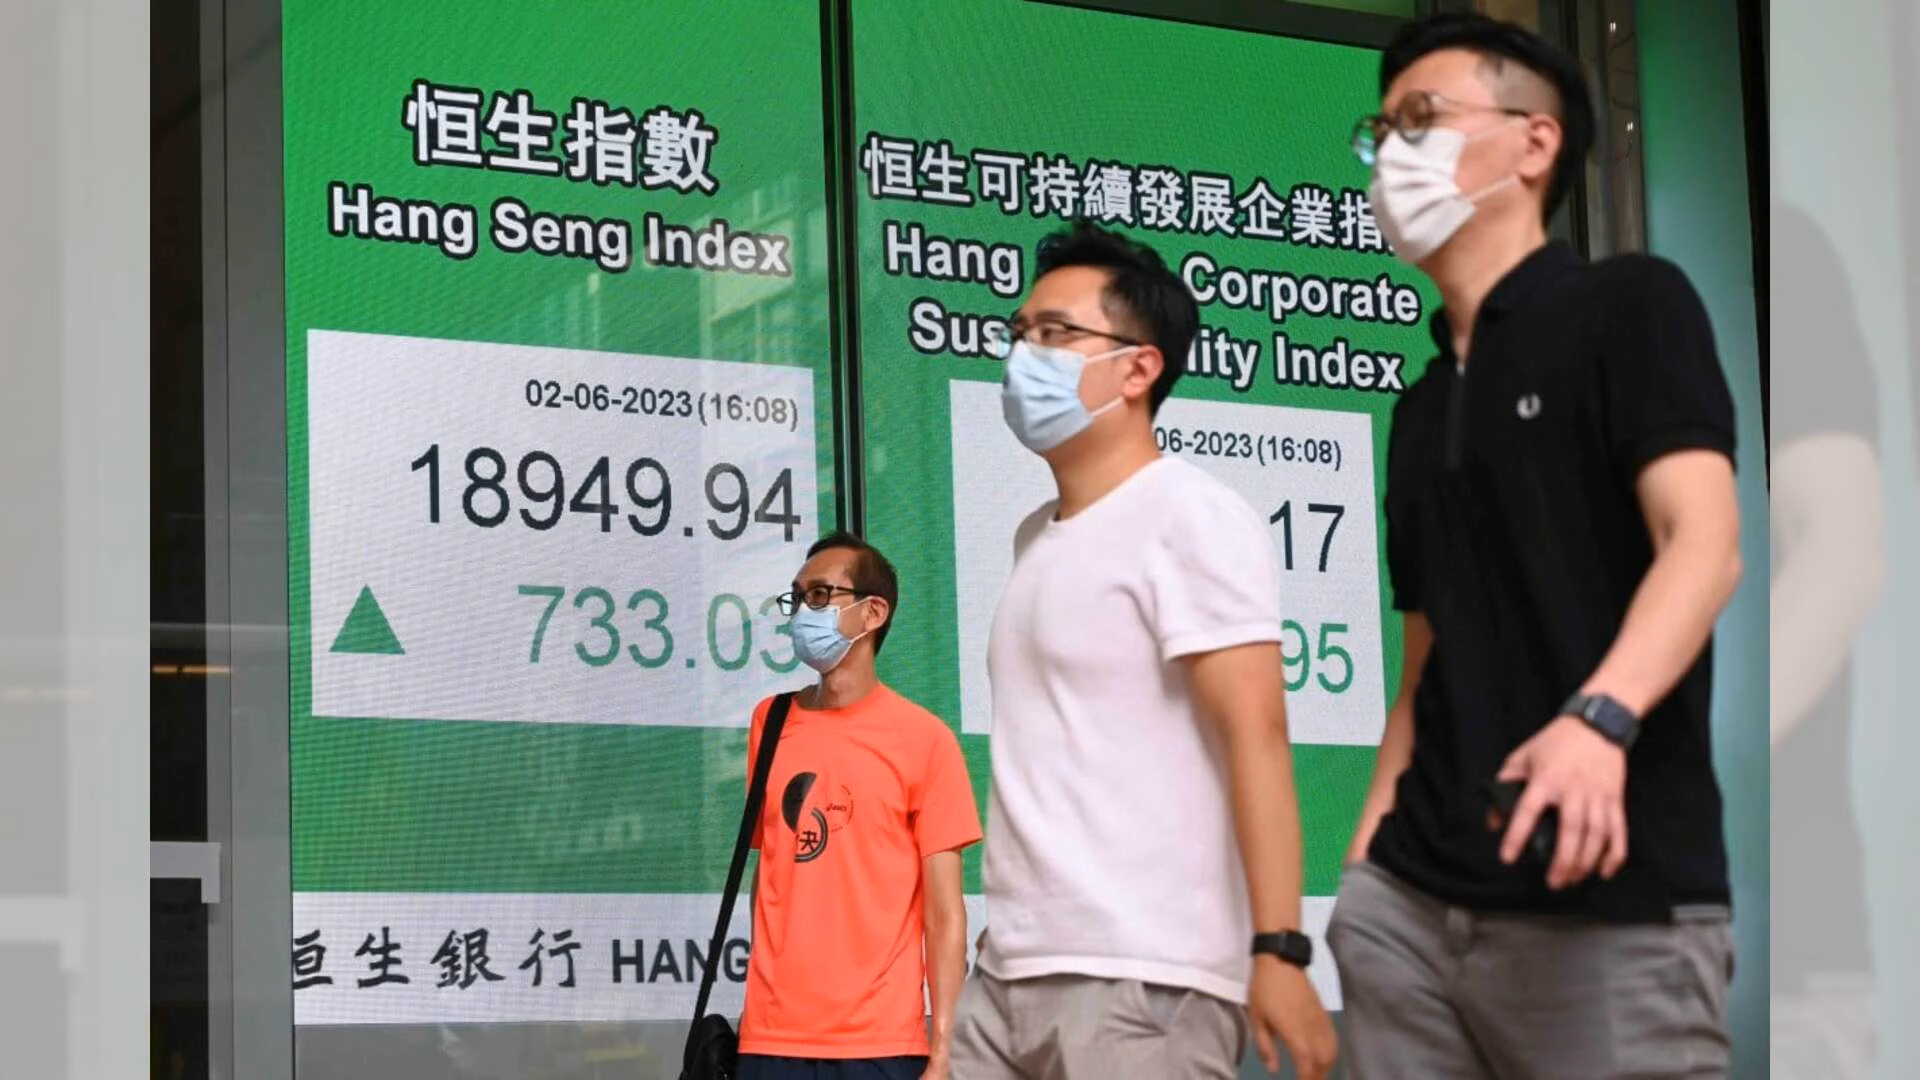 恒生指數
Hang Seng Index
02-06-2023(16:08)
18949.94
▲ 733.03
恒生可持續發展企業指
Hang Corporate
Index
06-2023(16:08)
17
95
恒生銀行 HANG